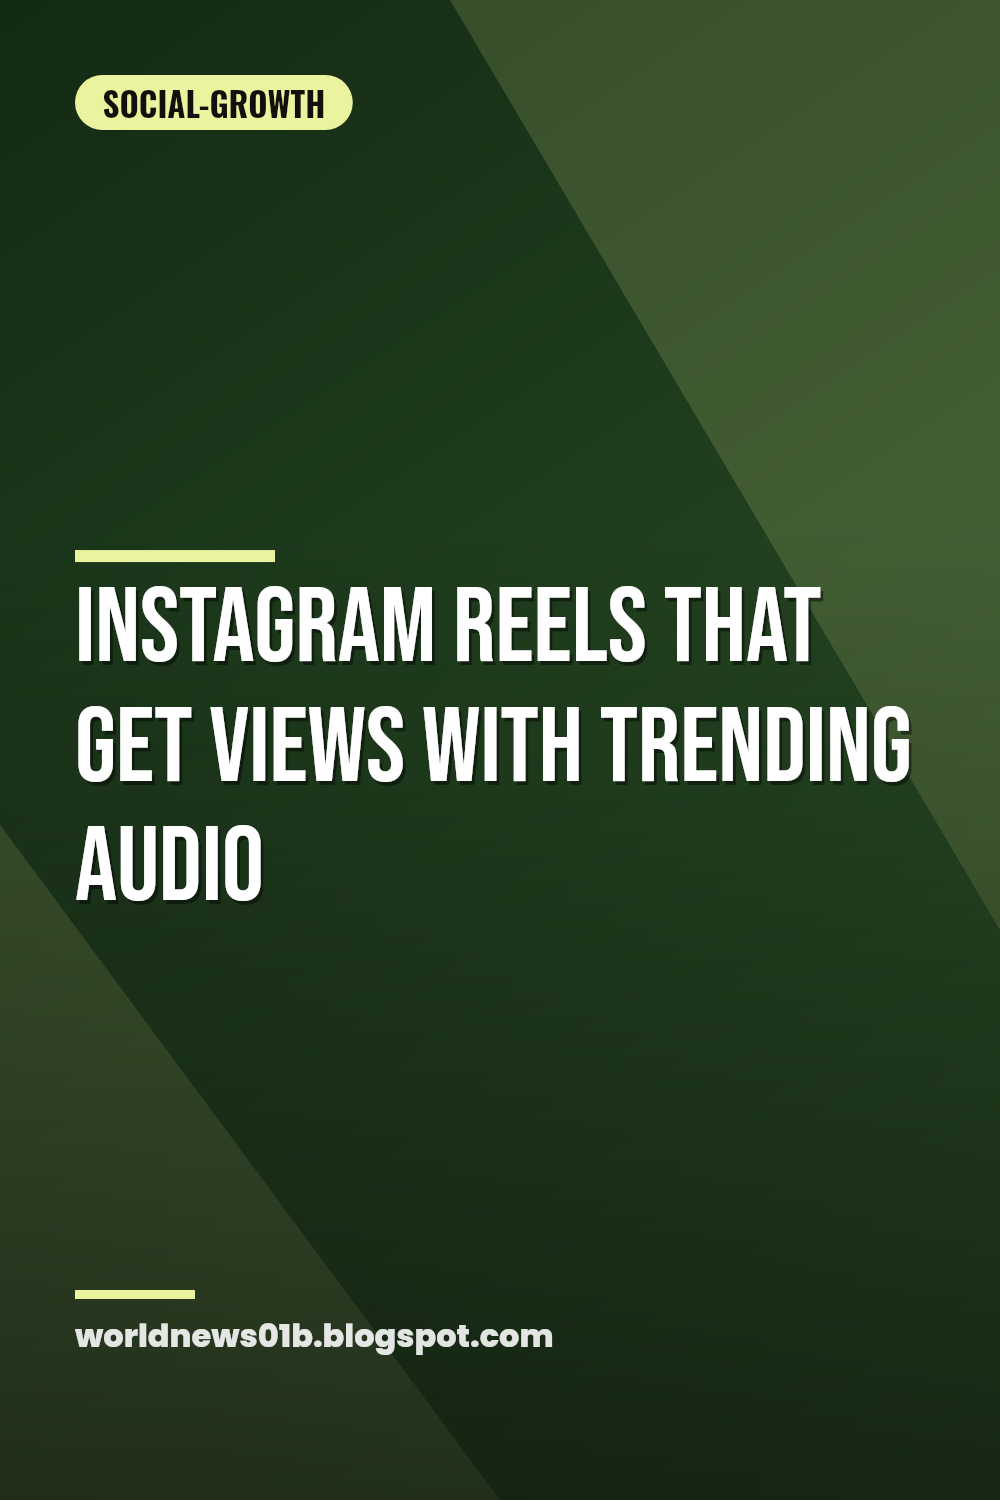 SOCIAL-GROWTH
INSTAGRAM REELS THAT
GET VIEWS WITH TRENDING
AUDIO
worldnews01b.blogspot.com